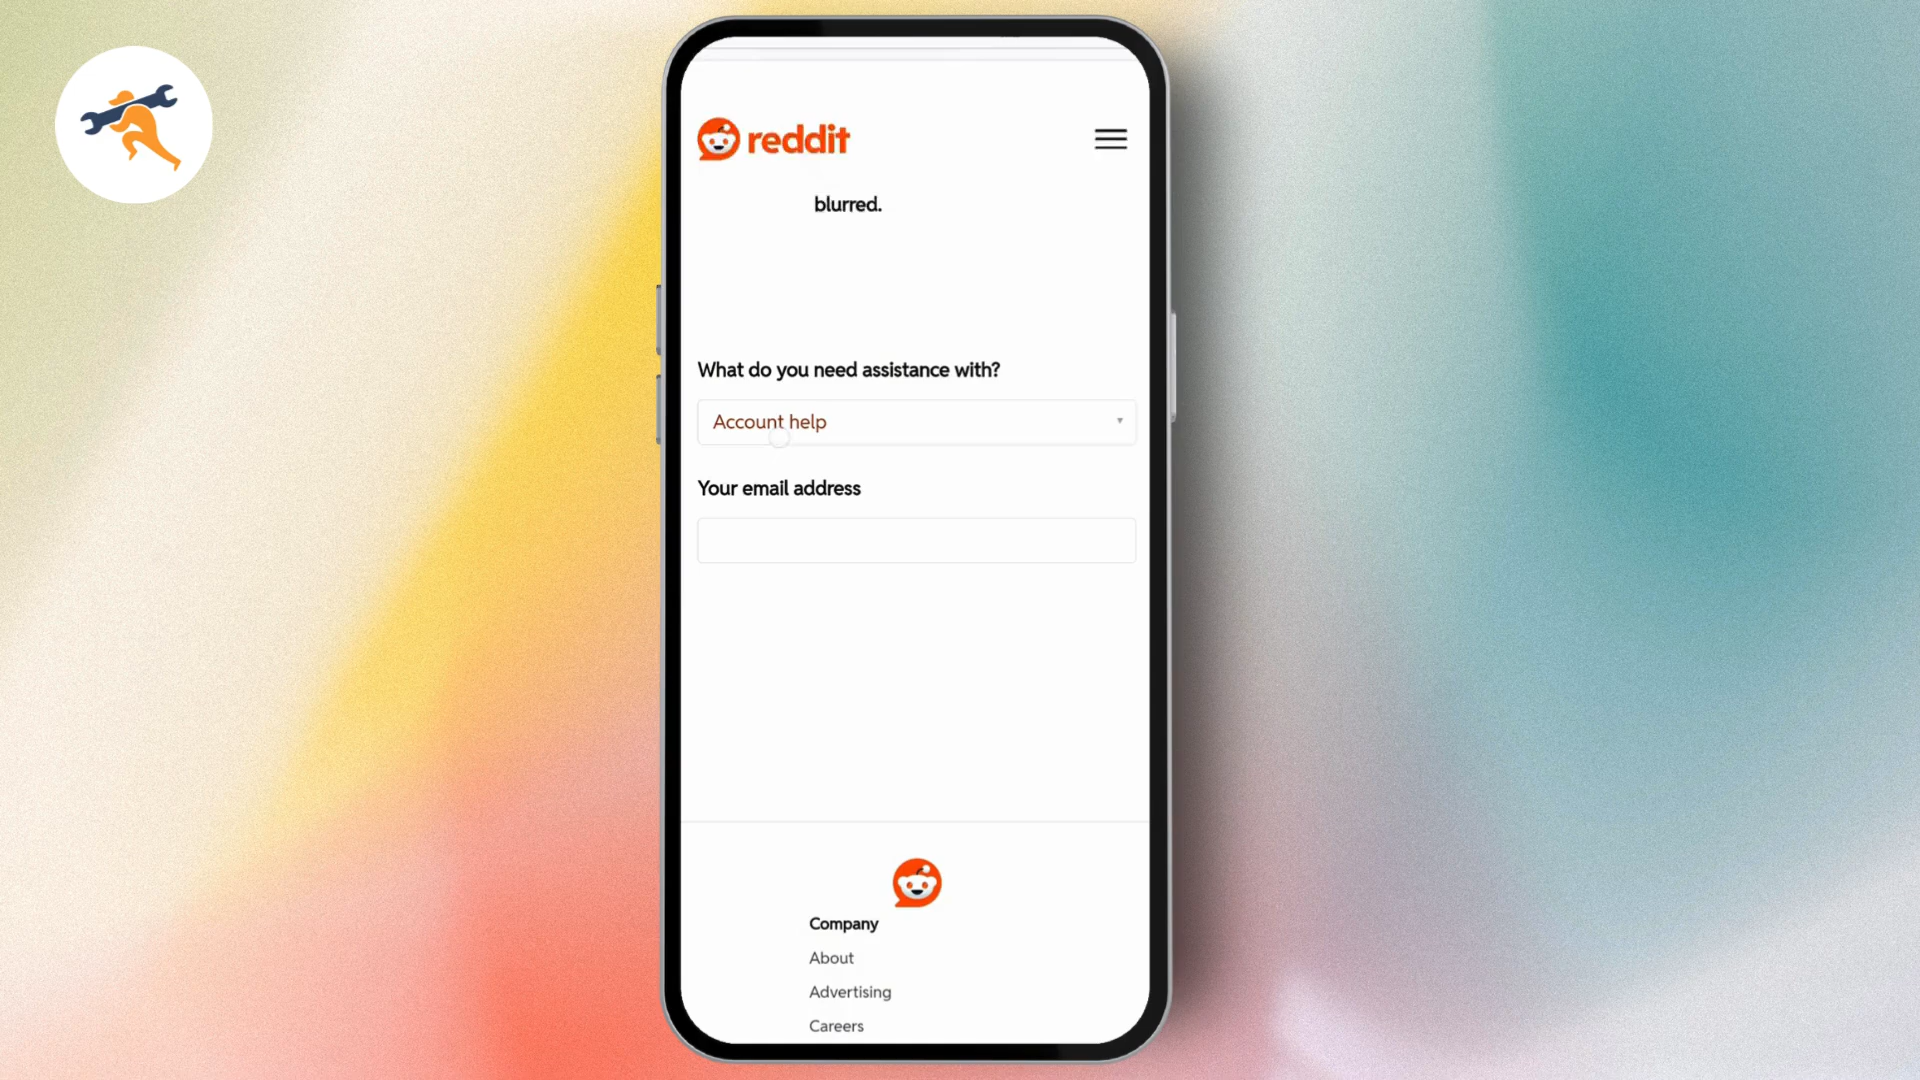 reddit
blurred.
What do you need assistance with?
Account help
Your email address
Company
About
Advertising
Careers